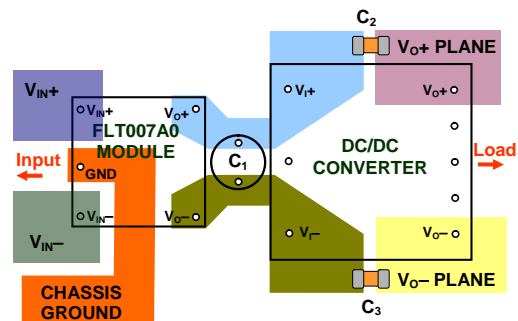 C2
VIN+
VO+ PLANE
VIN+
VO+
VI+
VO+
FLT007A0
MODULE
C1
DC/DC
CONVERTER
Input
GND
Load
VIN–
VIN–
VO–
VI–
VO–
CHASSIS
GROUND
VO– PLANE
C3